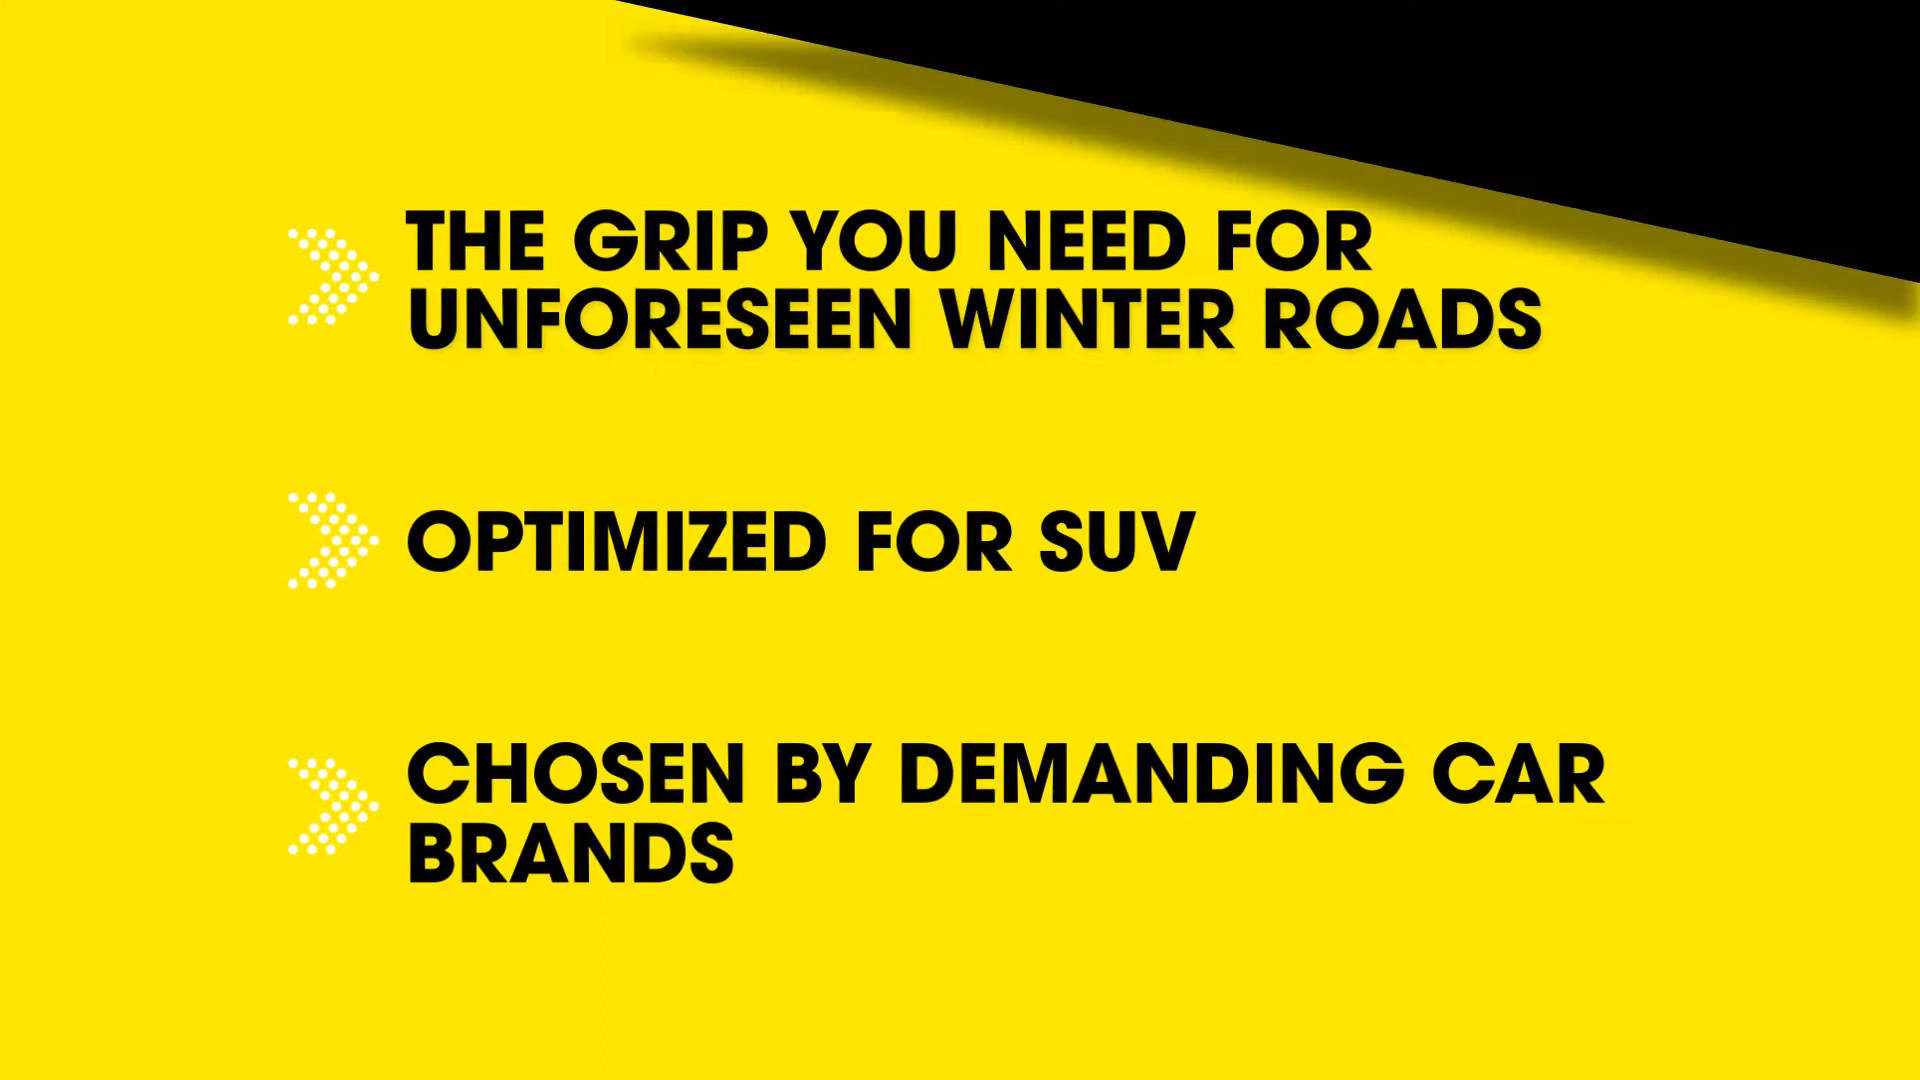 THE GRIP YOU NEED FOR
UNFORESEEN WINTER ROADS
OPTIMIZED FOR SUV
CHOSEN BY DEMANDING CAR
BRANDS